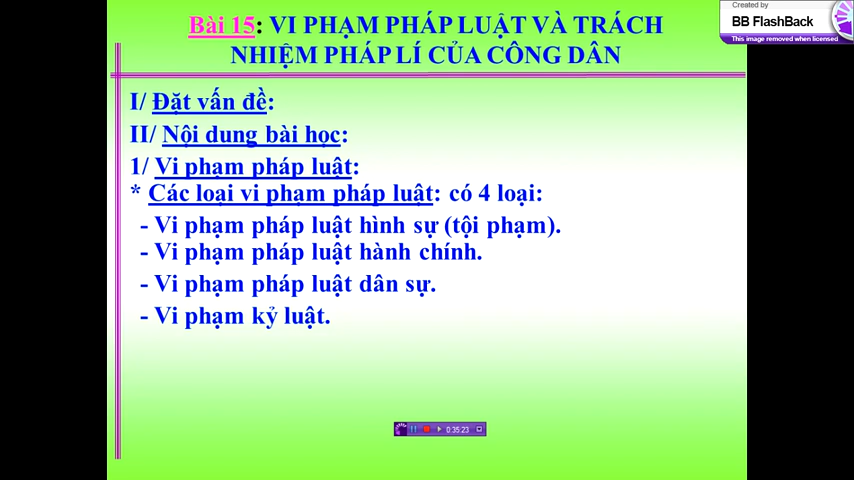 Created by
BB FlashBack
This image removed when licensed
Bài 15: VI PHẠM PHÁP LUẬT VÀ TRÁCH
NHIỆM PHÁP LÍ CỦA CÔNG DÂN
I/ Đặt vấn đề:
II/ Nội dung bài học:
1/ Vi phạm pháp luật:
* Các loại vi phạm pháp luật: có 4 loại:
- Vi phạm pháp luật hình sự (tội phạm).
- Vi phạm pháp luật hành chính.
- Vi phạm pháp luật dân sự.
- Vi phạm kỷ luật.
0:35:23